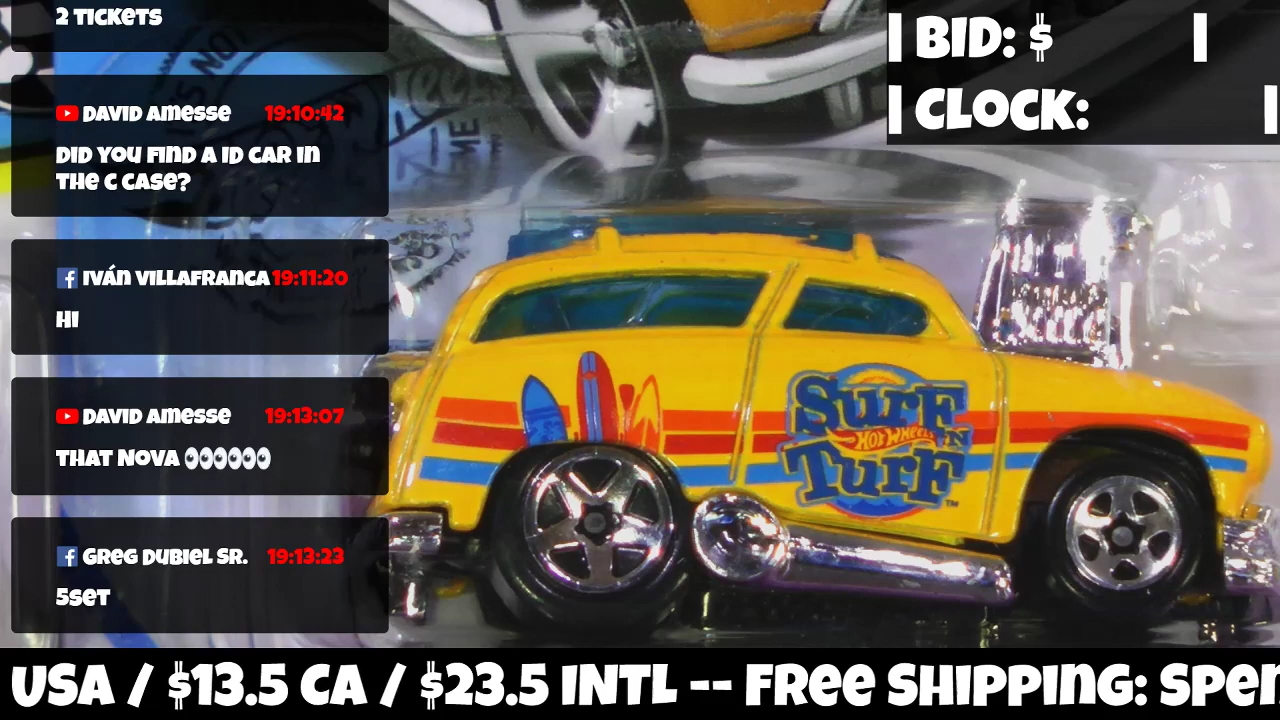 2 TICKETS
DAVID AMESSE 19:10:42
DID YOU FIND A ID CAR IN
THE C CASE?
IVÁN VILLAFRANCA 19:11:20
HI
DAVID AMESSE 19:13:07
THAT NOVA 👀👀👀
GREG DUBIEL SR. 19:13:23
5SET
| BID: $ |
| CLOCK: |
SURF
HOT WHEELS N
TURF™
USA / $13.5 CA / $23.5 INTL -- FREE SHIPPING: SPEN